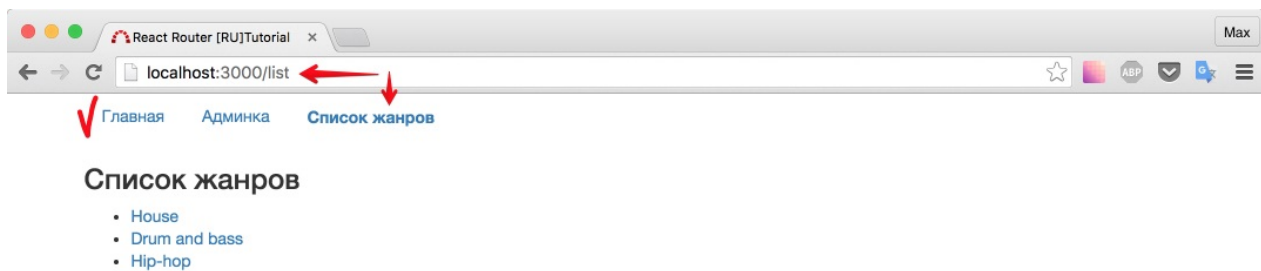 React Router [RU]Tutorial
Max
localhost:3000/list
ABP
Главная Админка Список жанров
Список жанров
House
Drum and bass
Hip-hop